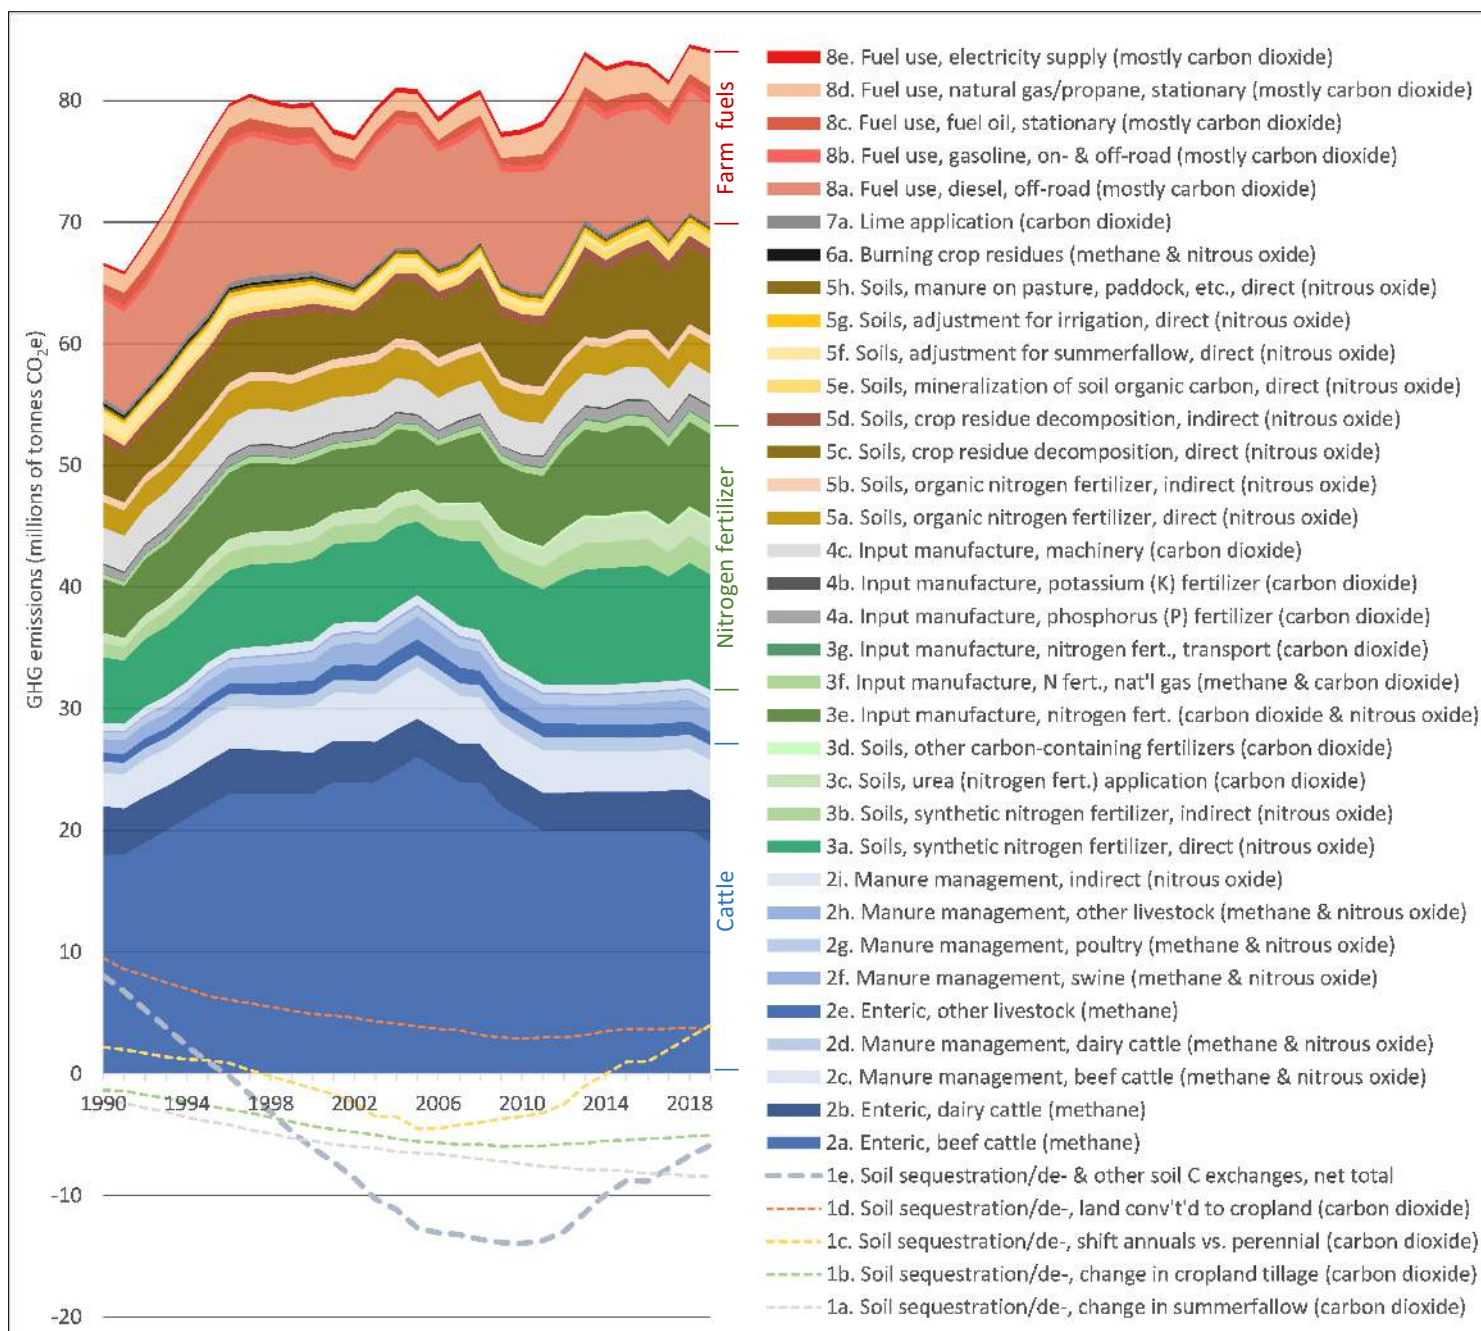 GHG emissions (millions of tonnes CO₂e)
80
70
60
50
40
30
20
10
0
-10
-20
1990
1994
1998
2002
2006
2010
2014
2018
Farm fuels
Nitrogen fertilizer
Cattle
8e. Fuel use, electricity supply (mostly carbon dioxide)
8d. Fuel use, natural gas/propane, stationary (mostly carbon dioxide)
8c. Fuel use, fuel oil, stationary (mostly carbon dioxide)
8b. Fuel use, gasoline, on- & off-road (mostly carbon dioxide)
8a. Fuel use, diesel, off-road (mostly carbon dioxide)
7a. Lime application (carbon dioxide)
6a. Burning crop residues (methane & nitrous oxide)
5h. Soils, manure on pasture, paddock, etc., direct (nitrous oxide)
5g. Soils, adjustment for irrigation, direct (nitrous oxide)
5f. Soils, adjustment for summerfallow, direct (nitrous oxide)
5e. Soils, mineralization of soil organic carbon, direct (nitrous oxide)
5d. Soils, crop residue decomposition, indirect (nitrous oxide)
5c. Soils, crop residue decomposition, direct (nitrous oxide)
5b. Soils, organic nitrogen fertilizer, indirect (nitrous oxide)
5a. Soils, organic nitrogen fertilizer, direct (nitrous oxide)
4c. Input manufacture, machinery (carbon dioxide)
4b. Input manufacture, potassium (K) fertilizer (carbon dioxide)
4a. Input manufacture, phosphorus (P) fertilizer (carbon dioxide)
3g. Input manufacture, nitrogen fert., transport (carbon dioxide)
3f. Input manufacture, N fert., nat'l gas (methane & carbon dioxide)
3e. Input manufacture, nitrogen fert. (carbon dioxide & nitrous oxide)
3d. Soils, other carbon-containing fertilizers (carbon dioxide)
3c. Soils, urea (nitrogen fert.) application (carbon dioxide)
3b. Soils, synthetic nitrogen fertilizer, indirect (nitrous oxide)
3a. Soils, synthetic nitrogen fertilizer, direct (nitrous oxide)
2i. Manure management, indirect (nitrous oxide)
2h. Manure management, other livestock (methane & nitrous oxide)
2g. Manure management, poultry (methane & nitrous oxide)
2f. Manure management, swine (methane & nitrous oxide)
2e. Enteric, other livestock (methane)
2d. Manure management, dairy cattle (methane & nitrous oxide)
2c. Manure management, beef cattle (methane & nitrous oxide)
2b. Enteric, dairy cattle (methane)
2a. Enteric, beef cattle (methane)
1e. Soil sequestration/de- & other soil C exchanges, net total
1d. Soil sequestration/de-, land conv't'd to cropland (carbon dioxide)
1c. Soil sequestration/de-, shift annuals vs. perennial (carbon dioxide)
1b. Soil sequestration/de-, change in cropland tillage (carbon dioxide)
1a. Soil sequestration/de-, change in summerfallow (carbon dioxide)